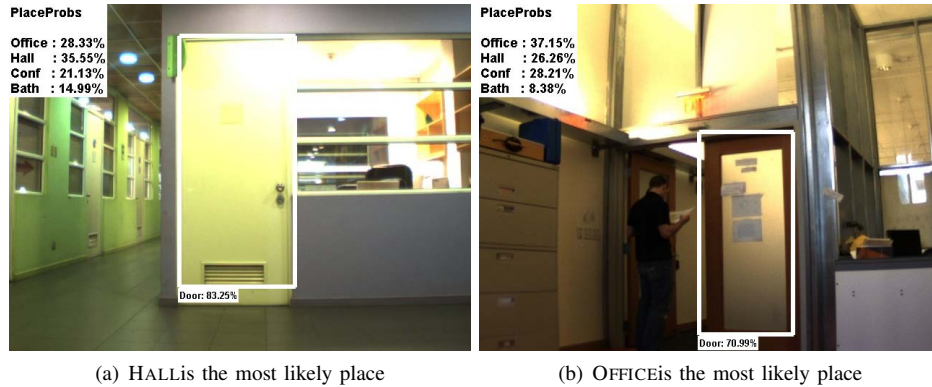 PlaceProbs
Office : 28.33%
Hall : 35.55%
Conf : 21.13%
Bath : 14.99%
Door: 83.25%
(a) HALLis the most likely place
PlaceProbs
Office : 37.15%
Hall : 26.26%
Conf : 28.21%
Bath : 8.38%
Door: 70.99%
(b) OFFICEis the most likely place